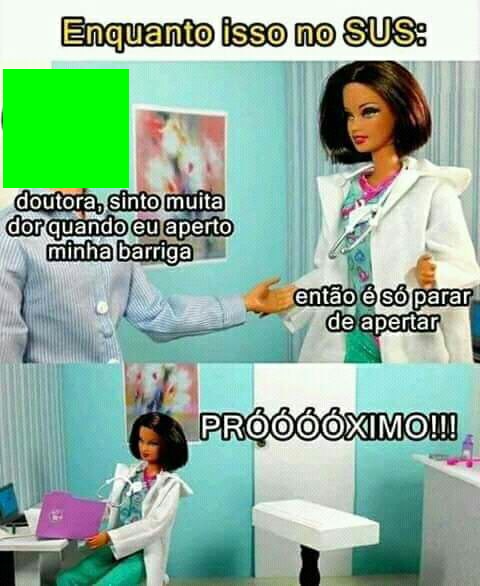 Enquanto isso no SUS:
doutora, sinto muita
dor quando eu aperto
minha barriga
então é só parar
de apertar
PRÓÓÓÓXIMO!!!